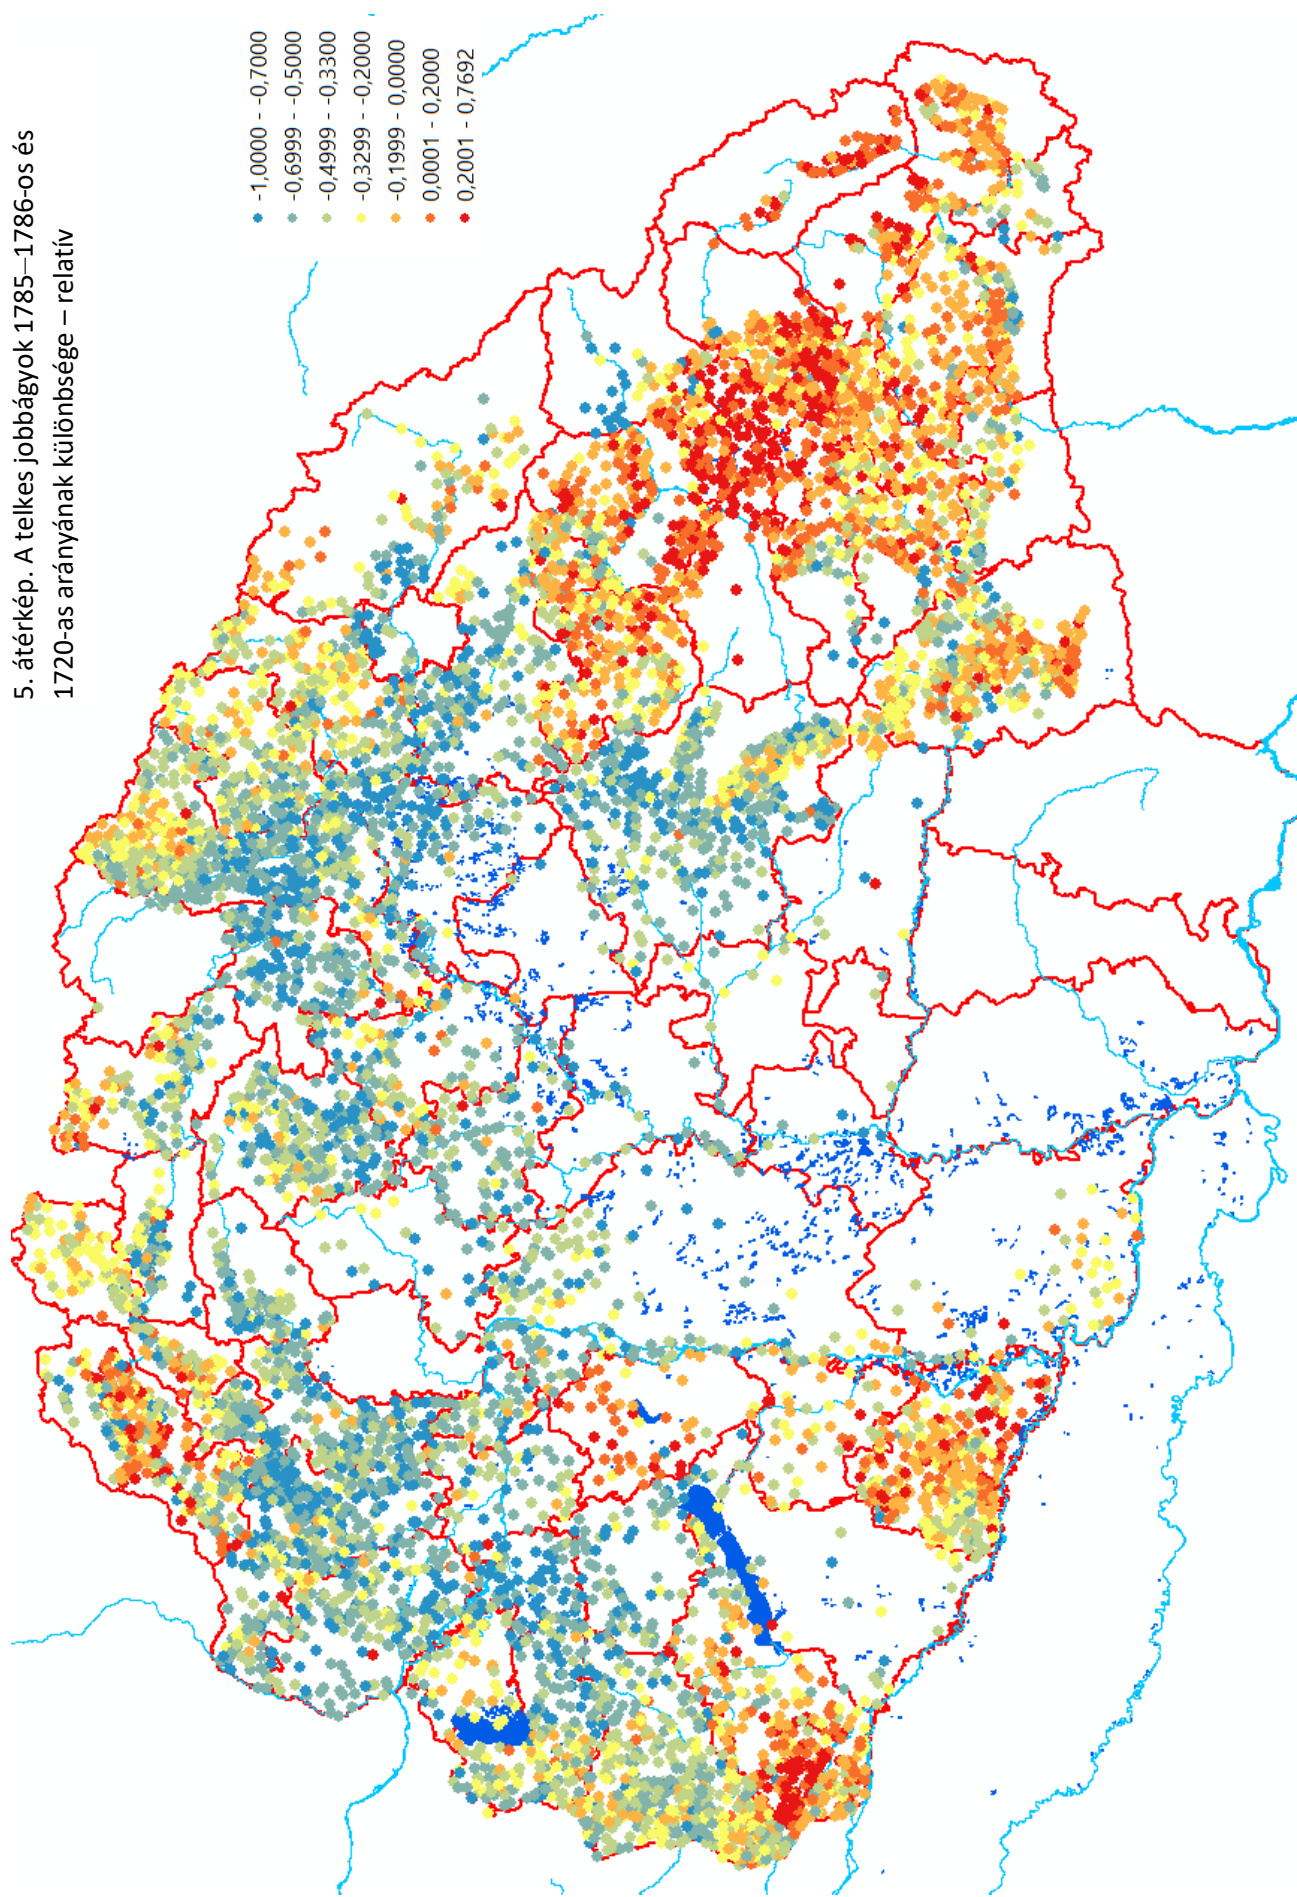 5. átérkép. A telkes jobbágyok 1785–1786-os és
1720-as arányának különbsége – relatív
-1,0000 - -0,7000
-0,6999 - -0,5000
-0,4999 - -0,3300
-0,3299 - -0,2000
-0,1999 - 0,0000
0,0001 - 0,2000
0,2001 - 0,7692